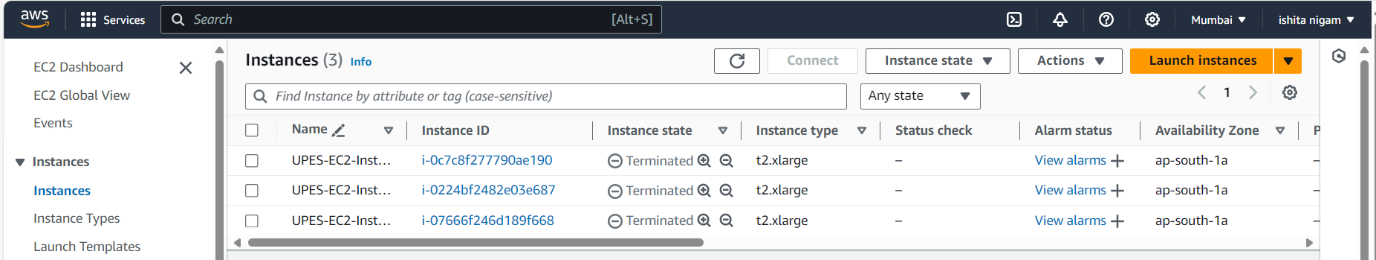 aws Services Search [Alt+S] Mumbai ishita nigam
EC2 Dashboard
EC2 Global View
Events
Instances
Instances
Instance Types
Launch Templates
Instances (3) Info Connect Instance state Actions Launch instances
Find Instance by attribute or tag (case-sensitive) Any state 1
Name Instance ID Instance state Instance type Status check Alarm status Availability Zone P
UPES-EC2-Inst... i-0c7c8f277790ae190 Terminated t2.xlarge – View alarms + ap-south-1a –
UPES-EC2-Inst... i-0224bf2482e03e687 Terminated t2.xlarge – View alarms + ap-south-1a –
UPES-EC2-Inst... i-07666f246d189f668 Terminated t2.xlarge – View alarms + ap-south-1a –